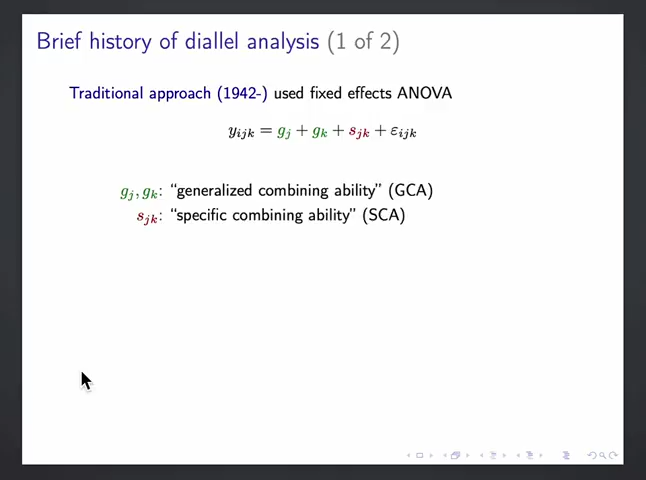 Brief history of diallel analysis (1 of 2)
Traditional approach (1942-) used fixed effects ANOVA
y_{ijk} = g_j + g_k + s_{jk} + ε_{ijk}
g_j, g_k: “generalized combining ability” (GCA)
s_{jk}: “specific combining ability” (SCA)